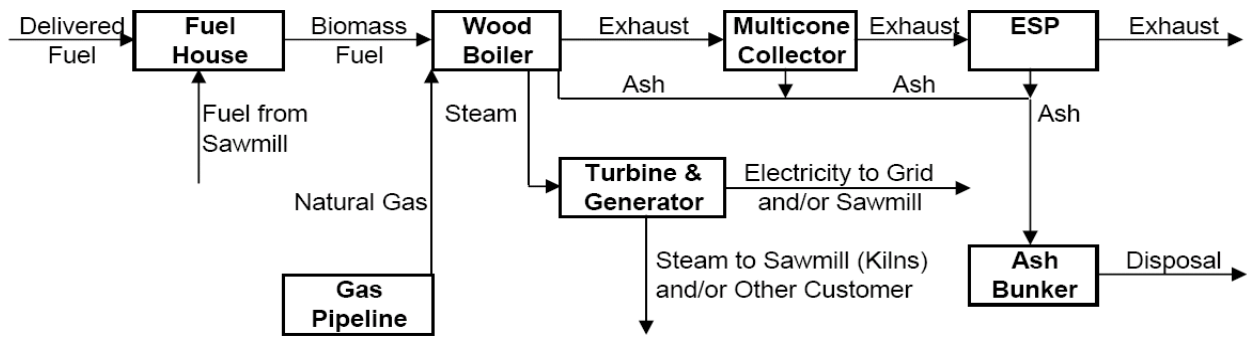 Delivered
Fuel
Fuel
House
Biomass
Fuel
Wood
Boiler
Exhaust
Multicone
Collector
Exhaust
ESP
Exhaust
Fuel from
Sawmill
Steam
Ash
Ash
Ash
Natural Gas
Turbine &
Generator
Electricity to Grid
and/or Sawmill
Gas
Pipeline
Steam to Sawmill (Kilns)
and/or Other Customer
Ash
Bunker
Disposal